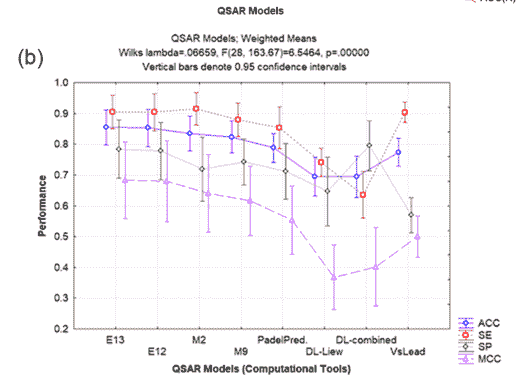 QSAR Models
(b)
QSAR Models; Weighted Means
Wilks lambda=.06659, F(28, 163.67)=6.5464, p=.00000
Vertical bars denote 0.95 confidence intervals
1.0
0.9
0.8
0.7
0.6
0.5
0.4
0.3
0.2
Performance
E13 M2 PadelPred. DL-combined
E12 M9 DL-Liew VsLead
QSAR Models (Computational Tools)
ACC
SE
SP
MCC